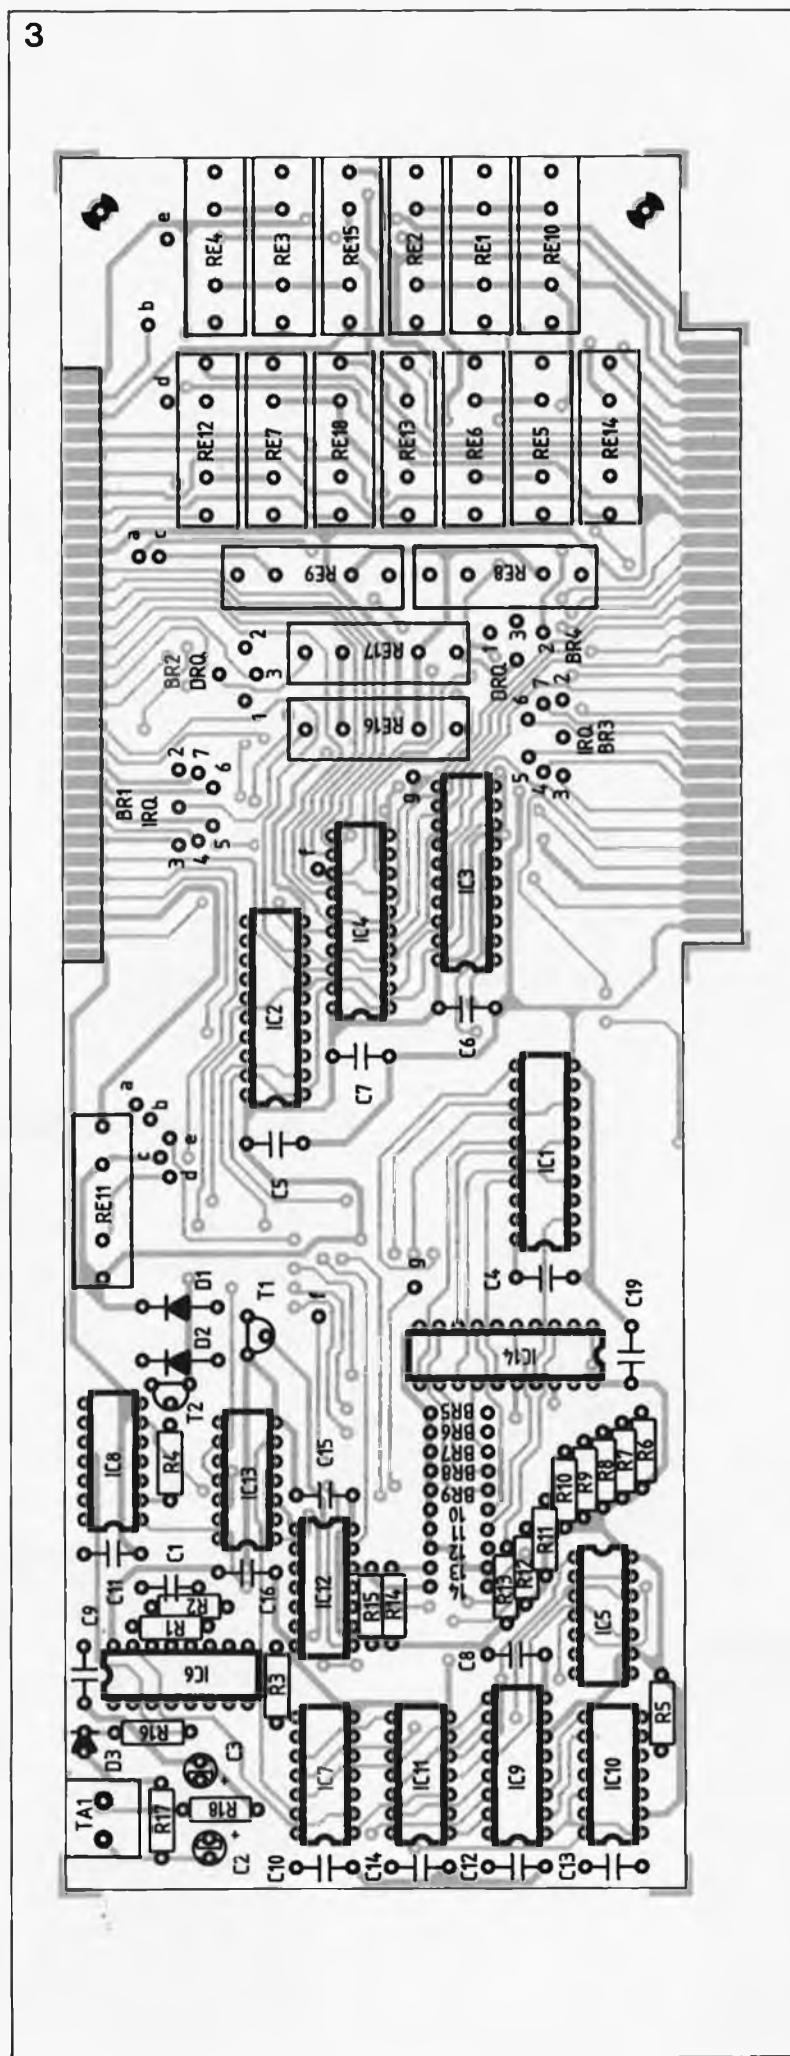 3
e
RE4
RE3
RE15
RE2
RE1
RE10
b
d
RE12
RE7
RE18
RE13
RE6
RE5
RE14
a
c
RE9
RE8
BR2
DRQ
2
3
1
RE17
RE16
1
3
2
DRQ
BR4
BR1
IRQ
2
7
6
3
4
5
6
7
2
5
4
3
IRQ
BR3
g
f
IC3
IC4
IC2
C6
C7
C5
IC1
a
b
e
c
d
RE11
D1
D2
T1
T2
f
g
C4
C19
IC14
IC8
R4
IC13
C15
BR5
BR6
BR7
BR8
BR9
10
11
12
13
14
R10
R9
R8
R7
R6
R11
R12
R13
C11
C1
C9
R2
R1
C16
IC12
R15
R14
IC5
C8
IC6
R3
R5
D3
R16
C3
+
TA1
R17
R18
C2
+
IC7
IC11
IC9
IC10
C10
C14
C12
C13